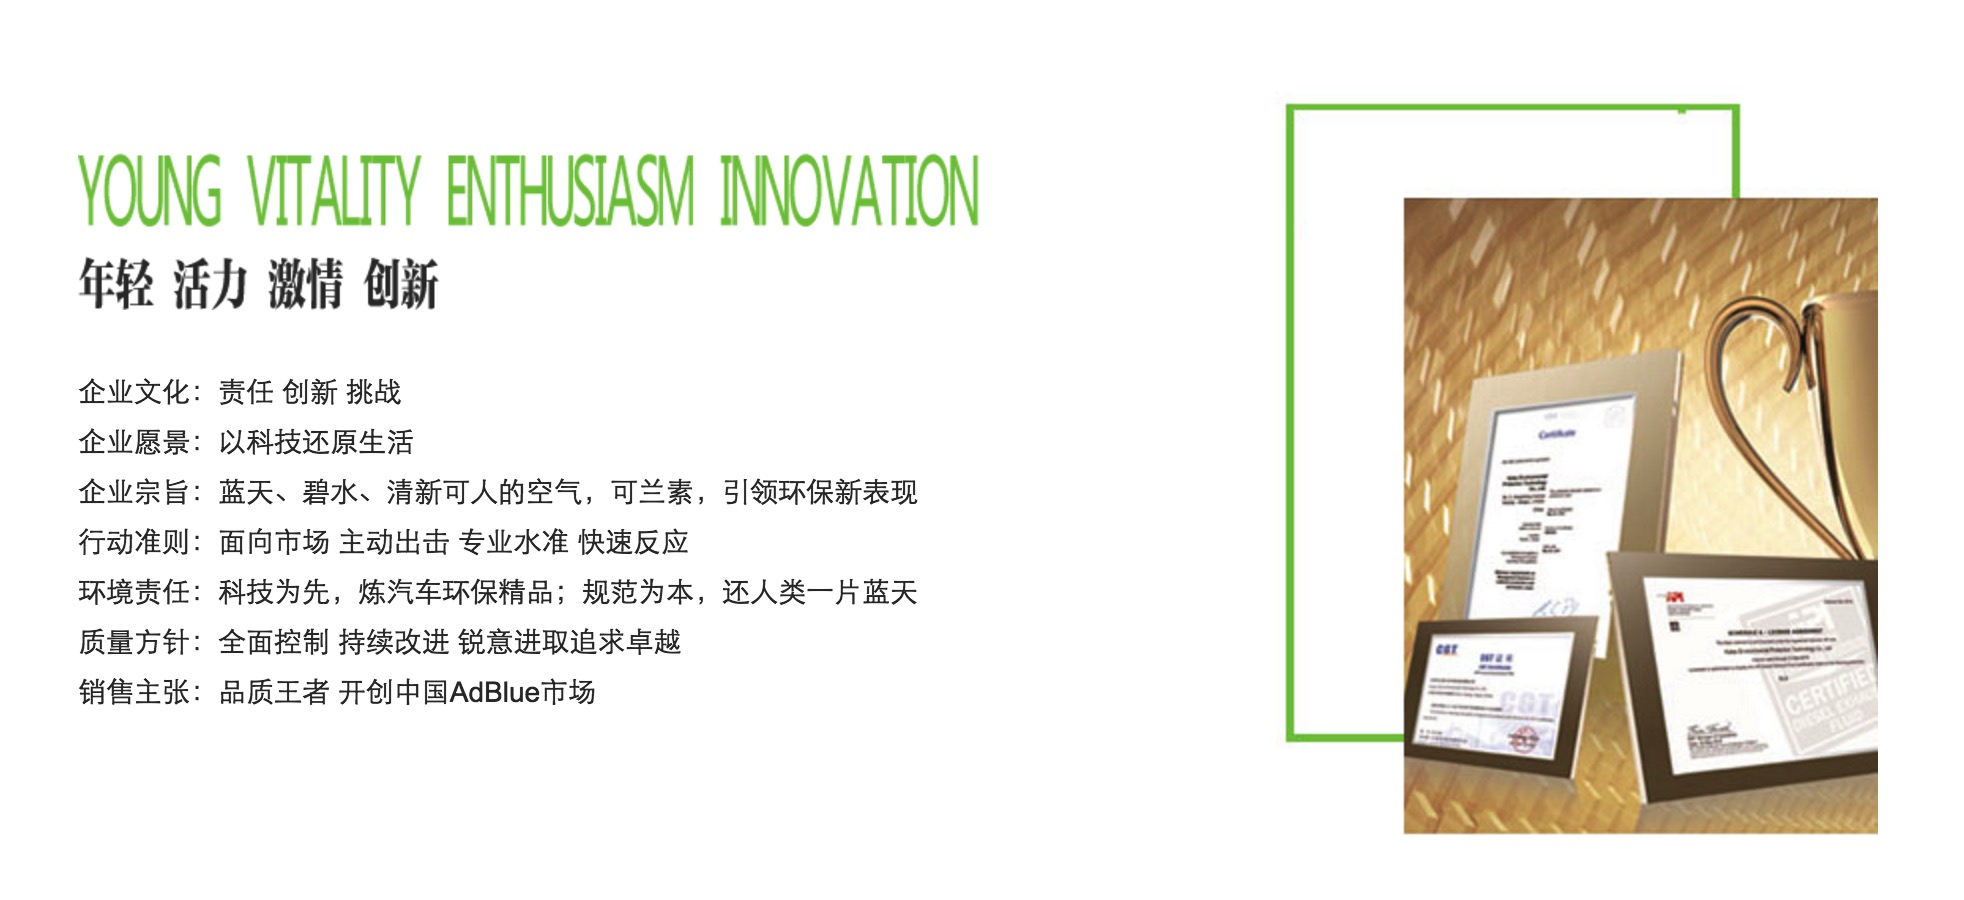 YOUNG VITALITY ENTHUSIASM INNOVATION
年轻 活力 激情 创新
企业文化：责任 创新 挑战
企业愿景：以科技还原生活
企业宗旨：蓝天、碧水、清新可人的空气，可兰素，引领环保新表现
行动准则：面向市场 主动出击 专业水准 快速反应
环境责任：科技为先，炼汽车环保精品；规范为本，还人类一片蓝天
质量方针：全面控制 持续改进 锐意进取追求卓越
销售主张：品质王者 开创中国AdBlue市场
Certificate
CGT
CGT
API
CERTIFIED
DIESEL EXHAUST
FLUID